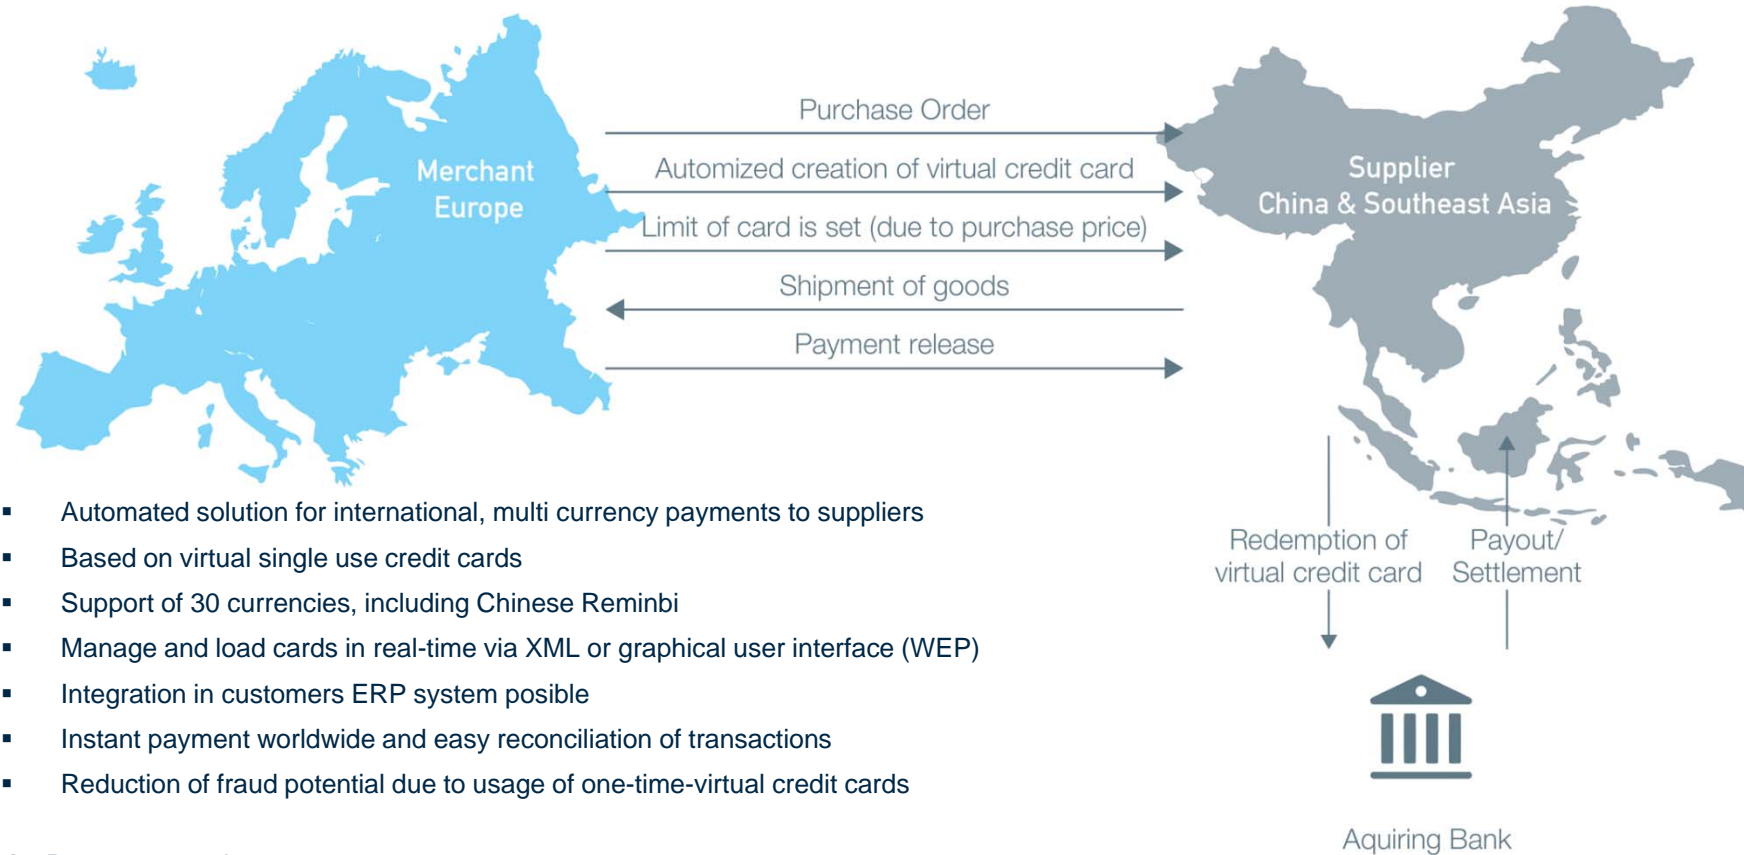 Purchase Order
Merchant
Europe
Automized creation of virtual credit card
Supplier
China & Southeast Asia
Limit of card is set (due to purchase price)
Shipment of goods
Payment release
▪ Automated solution for international, multi currency payments to suppliers
▪ Based on virtual single use credit cards
▪ Support of 30 currencies, including Chinese Reminbi
▪ Manage and load cards in real-time via XML or graphical user interface (WEP)
▪ Integration in customers ERP system posible
▪ Instant payment worldwide and easy reconciliation of transactions
▪ Reduction of fraud potential due to usage of one-time-virtual credit cards
Redemption of
virtual credit card
Payout/
Settlement
Aquiring Bank